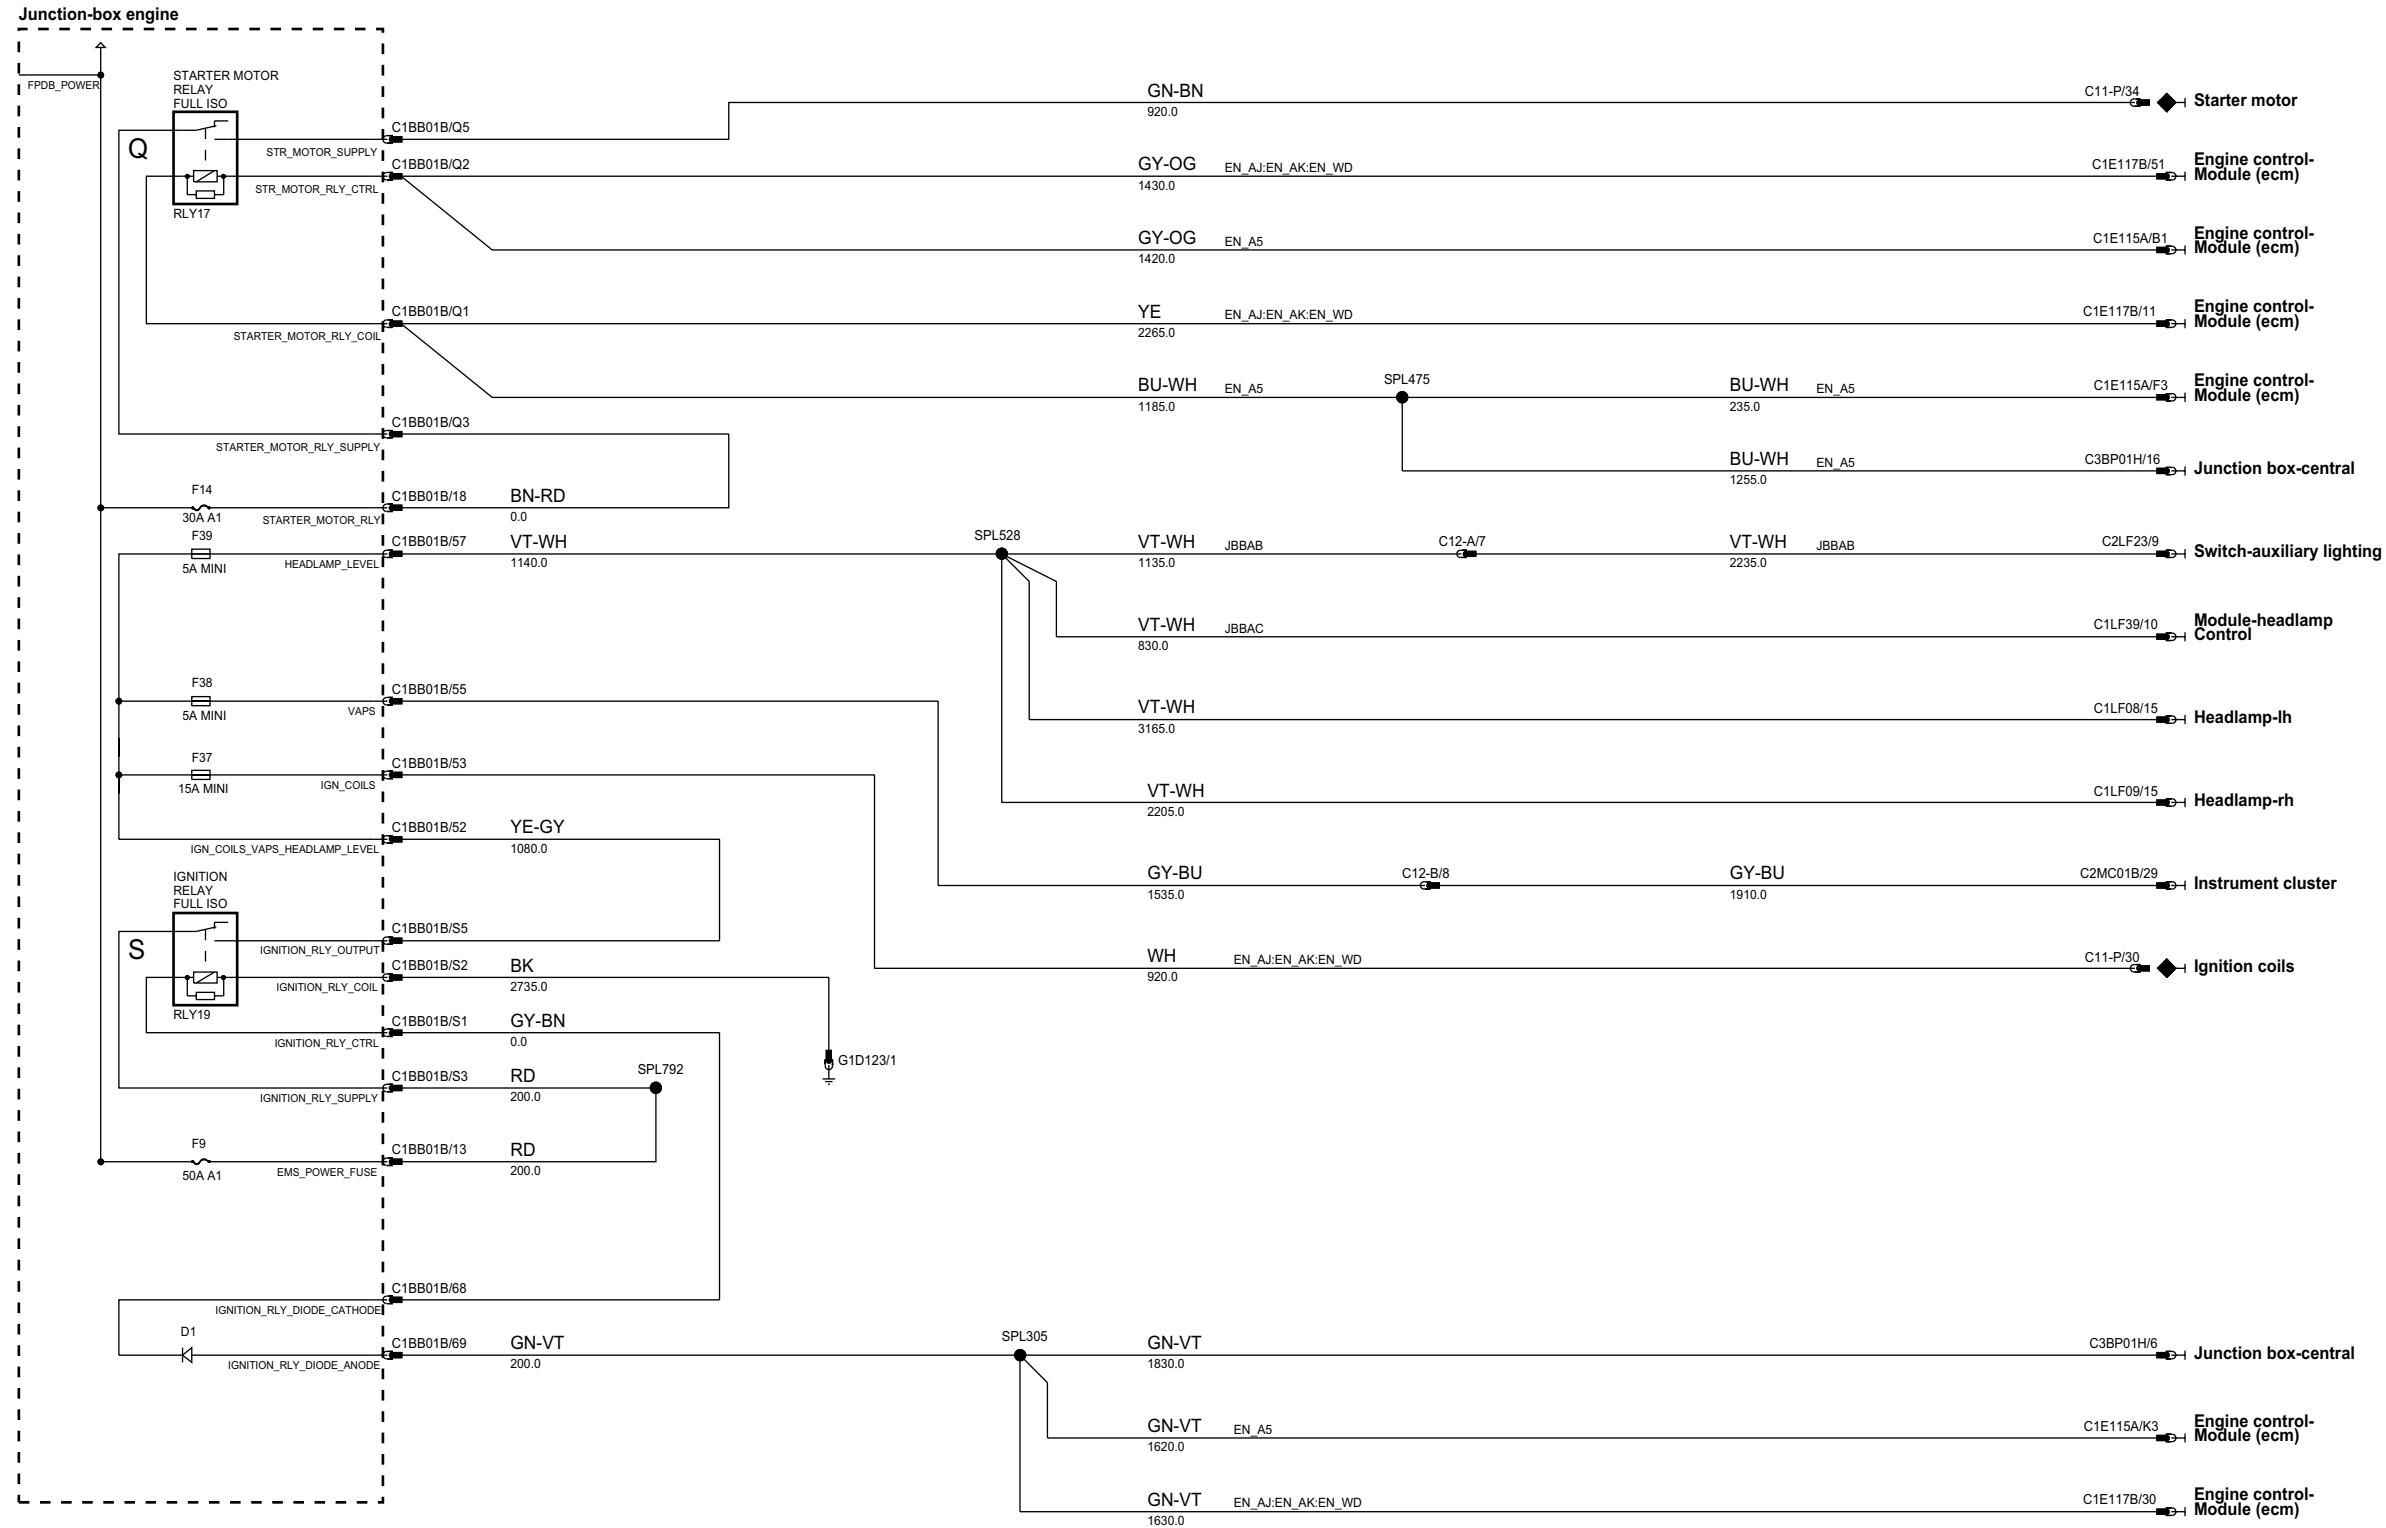 Junction-box engine
FPDB_POWER
STARTER MOTOR
RELAY
FULL ISO
Q
RLY17
STR_MOTOR_SUPPLY
C1BB01B/Q5
GN-BN
920.0
C11-P/34
Starter motor
STR_MOTOR_RLY_CTRL
C1BB01B/Q2
GY-OG
EN_AJ:EN_AK:EN_WD
1430.0
C1E117B/51
Engine control-
Module (ecm)
GY-OG
EN_A5
1420.0
C1E115A/B1
Engine control-
Module (ecm)
STARTER_MOTOR_RLY_COIL
C1BB01B/Q1
YE
EN_AJ:EN_AK:EN_WD
2265.0
C1E117B/11
Engine control-
Module (ecm)
BU-WH
EN_A5
1185.0
SPL475
BU-WH
EN_A5
235.0
C1E115A/F3
Engine control-
Module (ecm)
STARTER_MOTOR_RLY_SUPPLY
C1BB01B/Q3
BU-WH
EN_A5
1255.0
C3BP01H/16
Junction box-central
F14
30A A1
STARTER_MOTOR_RLY
C1BB01B/18
BN-RD
0.0
F39
5A MINI
HEADLAMP_LEVEL
C1BB01B/57
VT-WH
1140.0
SPL528
VT-WH
JBBAB
1135.0
C12-A/7
VT-WH
JBBAB
2235.0
C2LF23/9
Switch-auxiliary lighting
VT-WH
JBBAC
830.0
C1LF39/10
Module-headlamp
Control
F38
5A MINI
VAPS
C1BB01B/55
VT-WH
3165.0
C1LF08/15
Headlamp-lh
F37
15A MINI
IGN_COILS
C1BB01B/53
VT-WH
2205.0
C1LF09/15
Headlamp-rh
IGN_COILS_VAPS_HEADLAMP_LEVEL
C1BB01B/52
YE-GY
1080.0
GY-BU
1535.0
C12-B/8
GY-BU
1910.0
C2MC01B/29
Instrument cluster
IGNITION
RELAY
FULL ISO
S
RLY19
IGNITION_RLY_OUTPUT
C1BB01B/S5
WH
EN_AJ:EN_AK:EN_WD
920.0
C11-P/30
Ignition coils
IGNITION_RLY_COIL
C1BB01B/S2
BK
2735.0
G1D123/1
IGNITION_RLY_CTRL
C1BB01B/S1
GY-BN
0.0
IGNITION_RLY_SUPPLY
C1BB01B/S3
RD
200.0
SPL792
F9
50A A1
EMS_POWER_FUSE
C1BB01B/13
RD
200.0
IGNITION_RLY_DIODE_CATHODE
C1BB01B/68
D1
IGNITION_RLY_DIODE_ANODE
C1BB01B/69
GN-VT
200.0
SPL305
GN-VT
1830.0
C3BP01H/6
Junction box-central
GN-VT
EN_A5
1620.0
C1E115A/K3
Engine control-
Module (ecm)
GN-VT
EN_AJ:EN_AK:EN_WD
1630.0
C1E117B/30
Engine control-
Module (ecm)